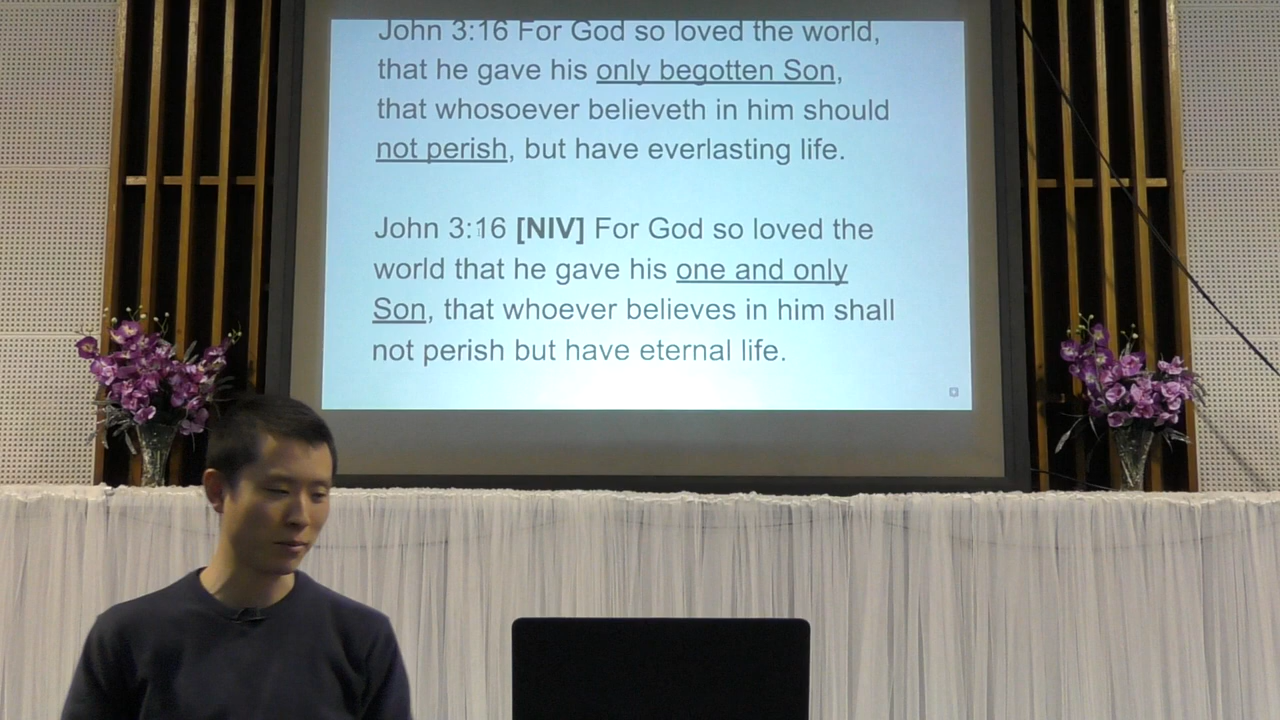 John 3:16 For God so loved the world,
that he gave his only begotten Son,
that whosoever believeth in him should
not perish, but have everlasting life.
John 3:16 [NIV] For God so loved the
world that he gave his one and only
Son, that whoever believes in him shall
not perish but have eternal life.